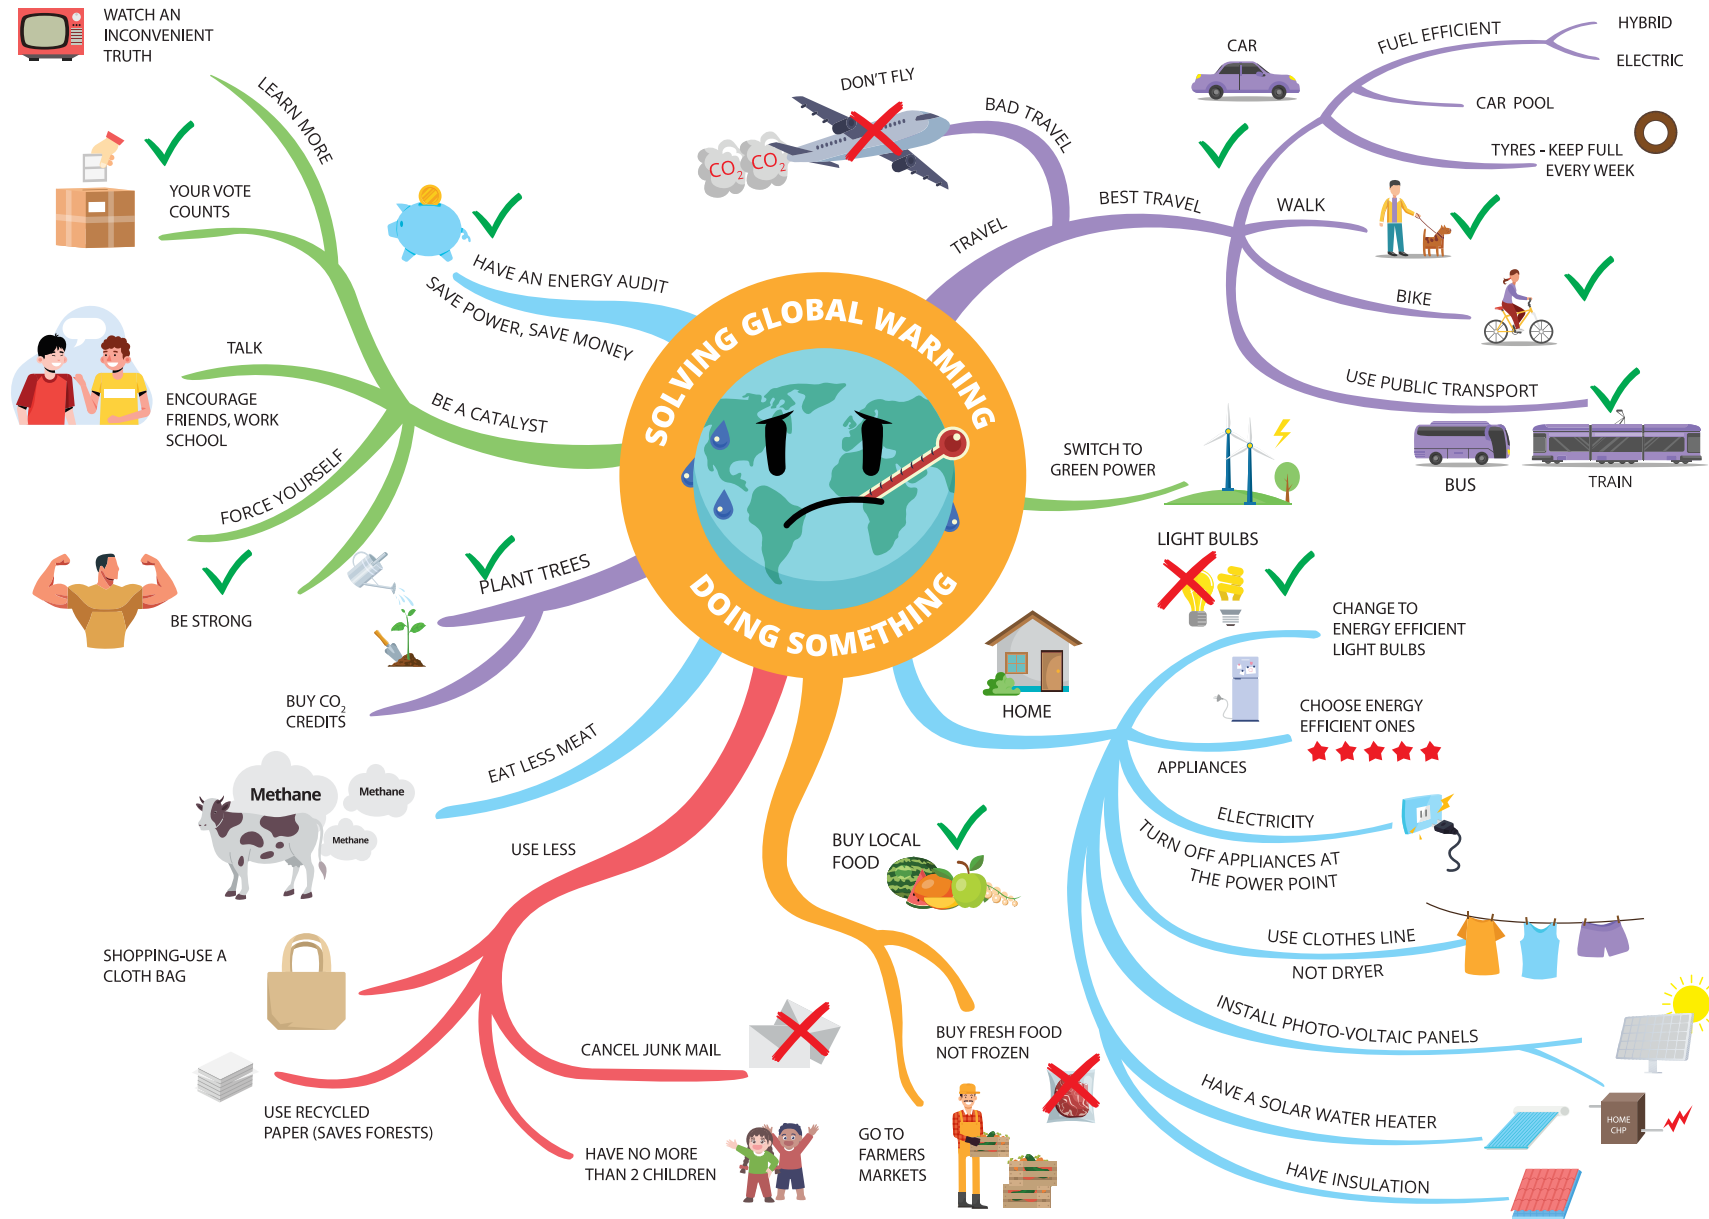 SOLVING GLOBAL WARMING
DOING SOMETHING
WATCH AN
INCONVENIENT
TRUTH
LEARN MORE
YOUR VOTE
COUNTS
TALK
ENCOURAGE
FRIENDS, WORK
SCHOOL
FORCE YOURSELF
BE STRONG
BE A CATALYST
HAVE AN ENERGY AUDIT
SAVE POWER, SAVE MONEY
DON'T FLY
CO2
CO2
BAD TRAVEL
TRAVEL
BEST TRAVEL
CAR
FUEL EFFICIENT
HYBRID
ELECTRIC
CAR POOL
TYRES - KEEP FULL
EVERY WEEK
WALK
BIKE
USE PUBLIC TRANSPORT
BUS
TRAIN
SWITCH TO
GREEN POWER
LIGHT BULBS
CHANGE TO
ENERGY EFFICIENT
LIGHT BULBS
HOME
CHOOSE ENERGY
EFFICIENT ONES
APPLIANCES
ELECTRICITY
TURN OFF APPLIANCES AT
THE POWER POINT
USE CLOTHES LINE
NOT DRYER
INSTALL PHOTO-VOLTAIC PANELS
HOME
CHP
HAVE A SOLAR WATER HEATER
HAVE INSULATION
PLANT TREES
BUY CO2
CREDITS
EAT LESS MEAT
Methane
Methane
Methane
USE LESS
SHOPPING-USE A
CLOTH BAG
USE RECYCLED
PAPER (SAVES FORESTS)
CANCEL JUNK MAIL
HAVE NO MORE
THAN 2 CHILDREN
BUY LOCAL
FOOD
BUY FRESH FOOD
NOT FROZEN
GO TO
FARMERS
MARKETS